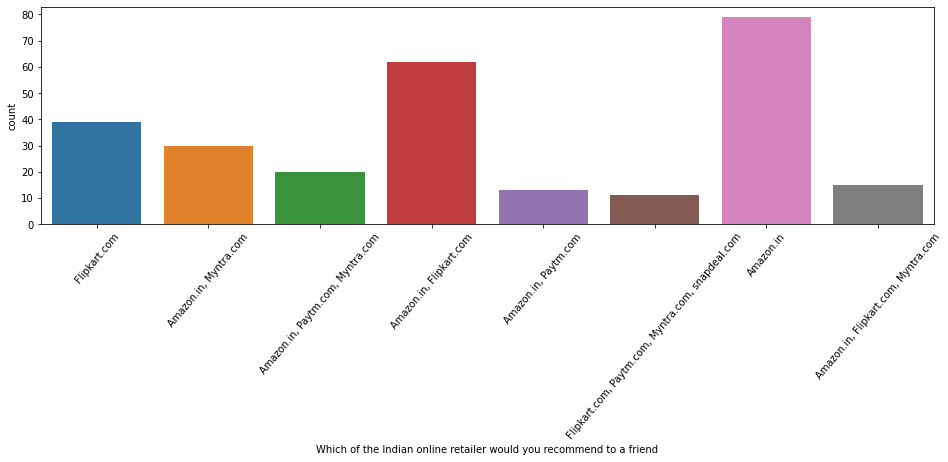 80
70
60
50
40
30
20
10
0
count
Flipkart.com
Amazon.in, Myntra.com
Amazon.in, Paytm.com, Myntra.com
Amazon.in, Flipkart.com
Amazon.in, Paytm.com
Flipkart.com, Paytm.com, Myntra.com, snapdeal.com
Amazon.in
Amazon.in, Flipkart.com, Myntra.com
Which of the Indian online retailer would you recommend to a friend